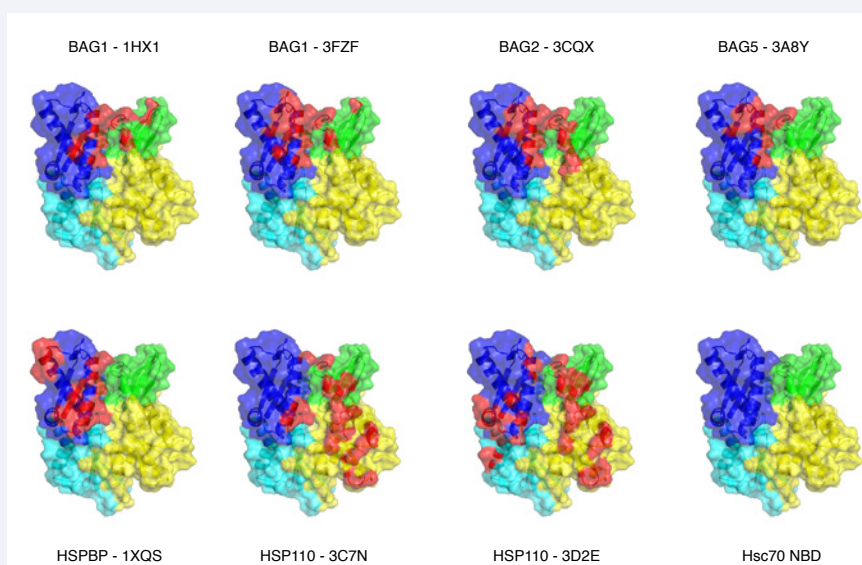 BAG1 - 1HX1 BAG1 - 3FZF BAG2 - 3CQX BAG5 - 3A8Y
HSPBP - 1XQS HSP110 - 3C7N HSP110 - 3D2E Hsc70 NBD